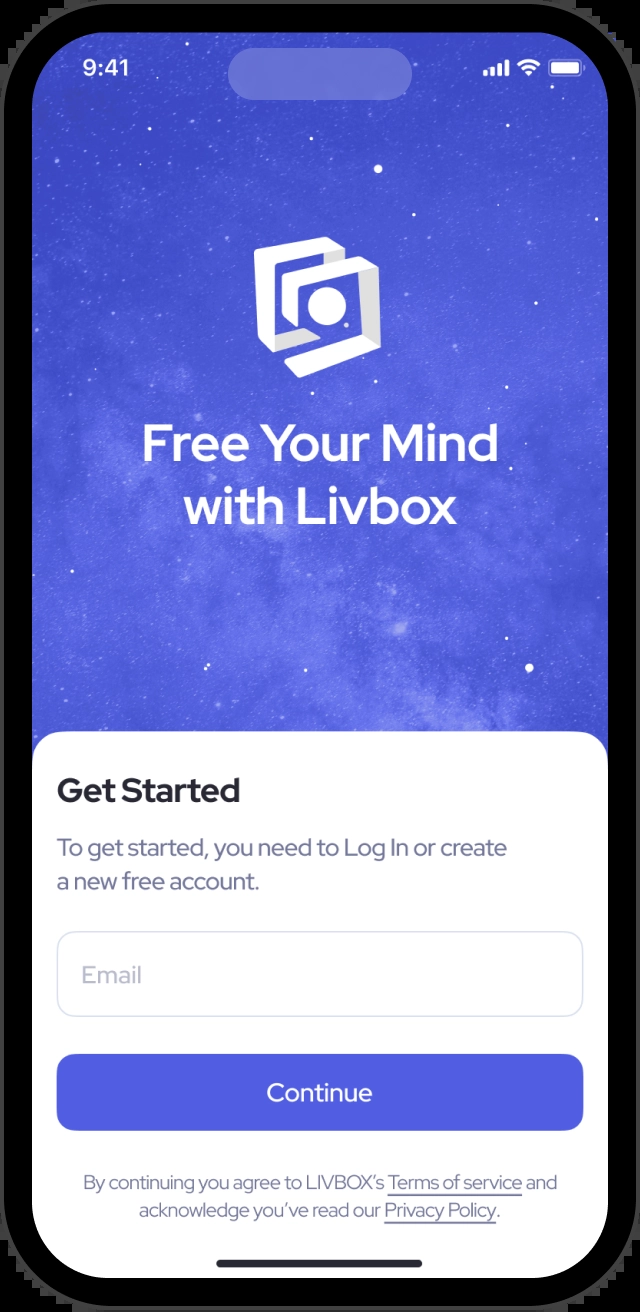 9:41
Free Your Mind
with Livbox
Get Started
To get started, you need to Log In or create
a new free account.
Email
Continue
By continuing you agree to LIVBOX’s Terms of service and
acknowledge you’ve read our Privacy Policy.